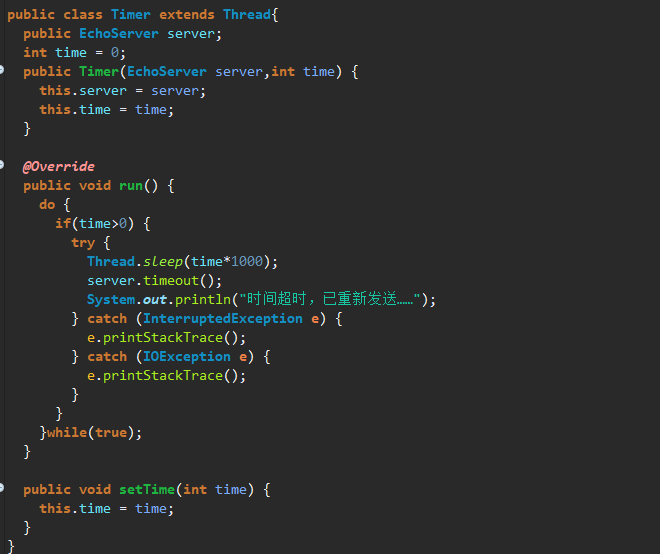 public class Timer extends Thread{
public EchoServer server;
int time = 0;
public Timer(EchoServer server,int time) {
this.server = server;
this.time = time;
}
@Override
public void run() {
do {
if(time>0) {
try {
Thread.sleep(time*1000);
server.timeout();
System.out.println("时间超时，已重新发送……");
} catch (InterruptedException e) {
e.printStackTrace();
} catch (IOException e) {
e.printStackTrace();
}
}
}while(true);
}
public void setTime(int time) {
this.time = time;
}
}